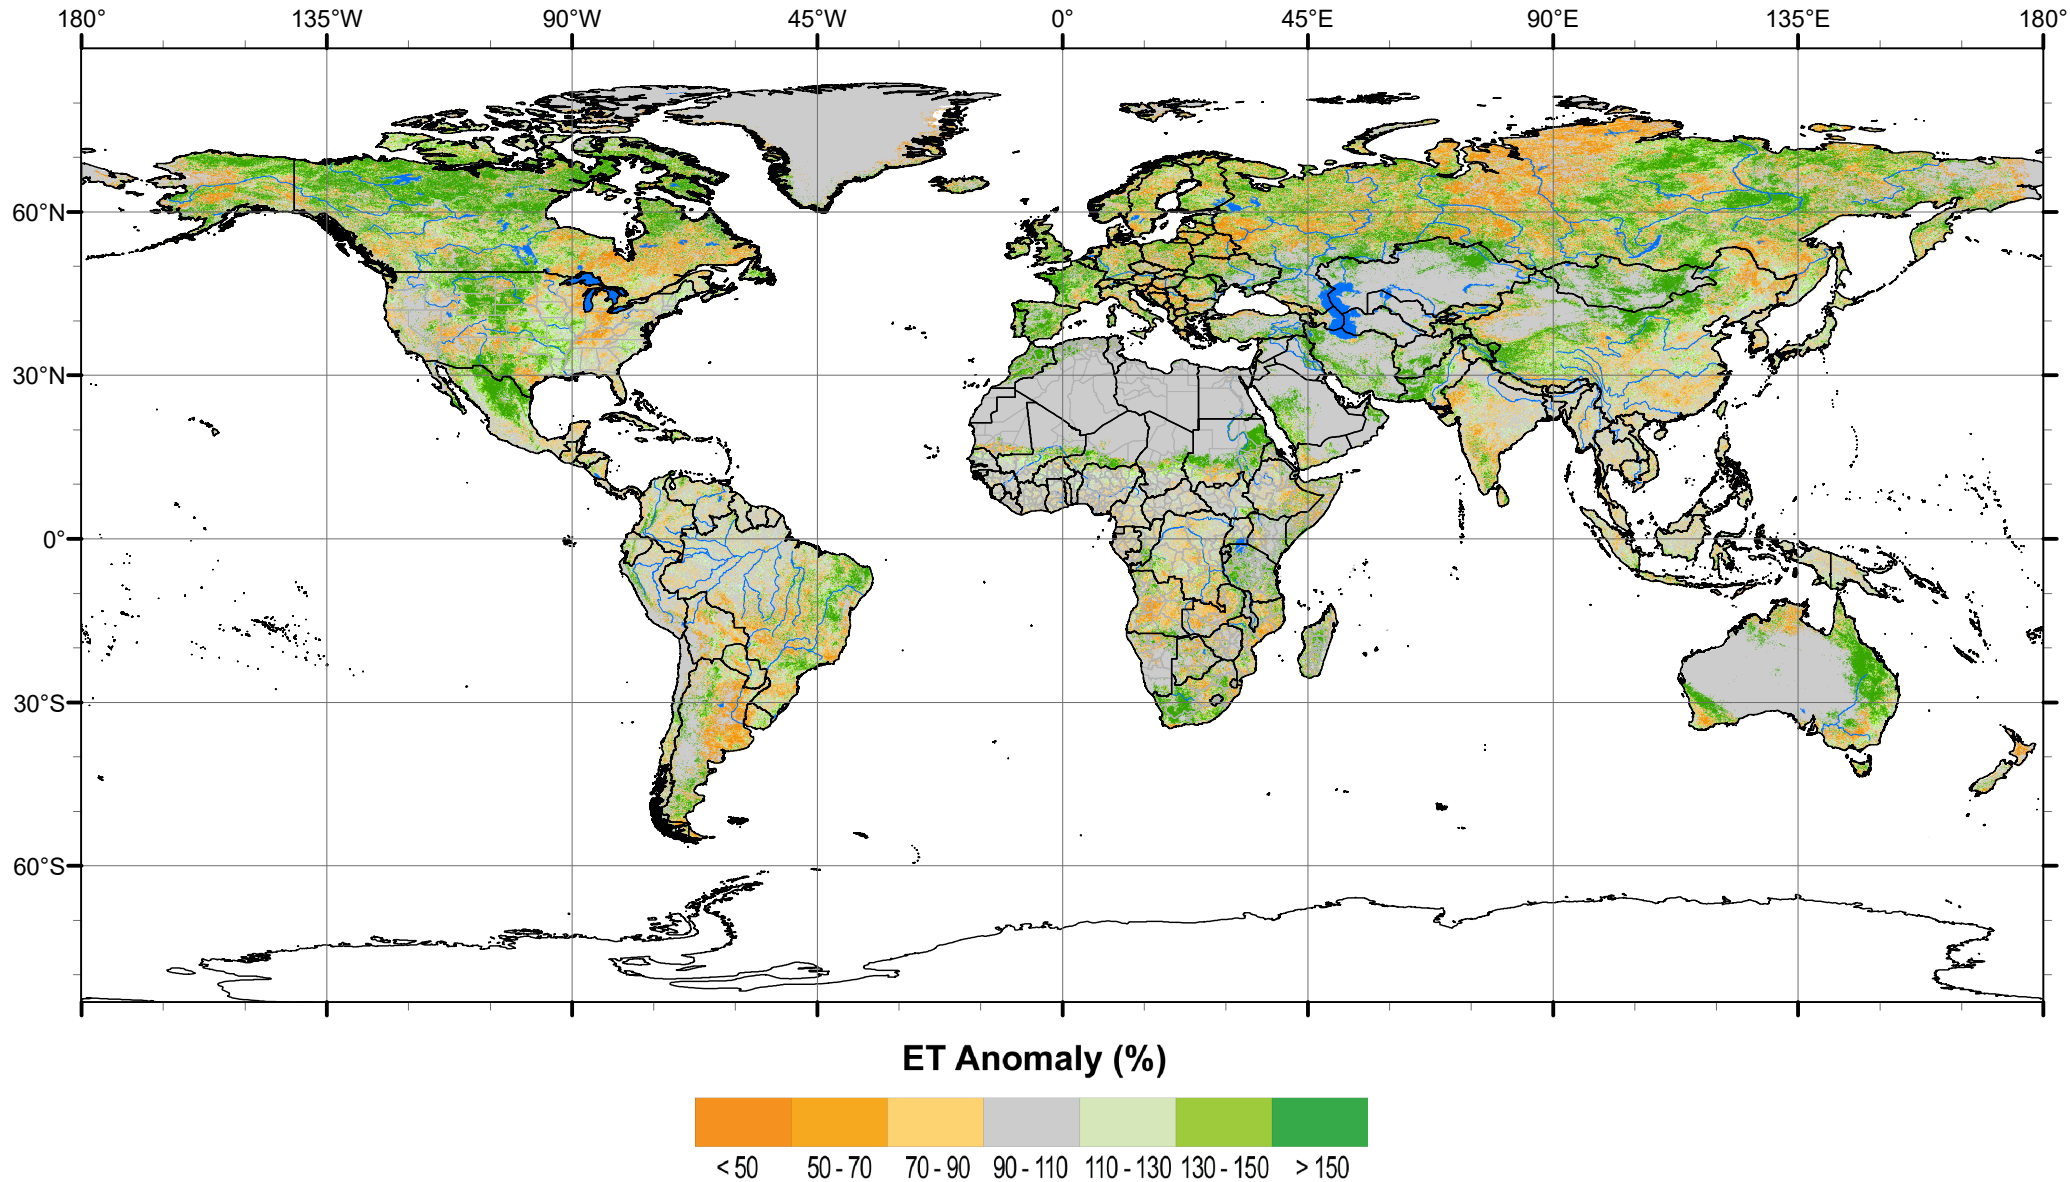 180° 135°W 90°W 45°W 0° 45°E 90°E 135°E 180°
60°N
30°N
0°
30°S
60°S
ET Anomaly (%)
< 50 50 - 70 70 - 90 90 - 110 110 - 130 130 - 150 > 150